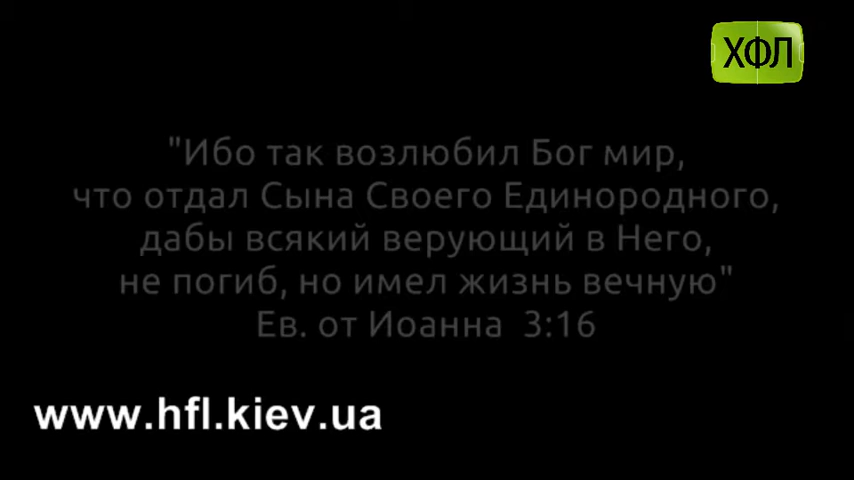 ХФЛ
"Ибо так возлюбил Бог мир,
что отдал Сына Своего Единородного,
дабы всякий верующий в Него,
не погиб, но имел жизнь вечную"
Ев. от Иоанна 3:16
www.hfl.kiev.ua